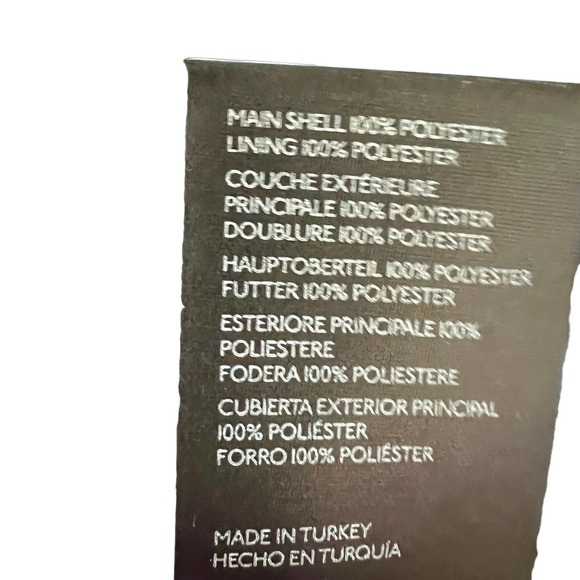 MAIN SHELL 100% POLYESTER
LINING 100% POLYESTER
COUCHE EXTÉRIEURE
PRINCIPALE 100% POLYESTER
DOUBLURE 100% POLYESTER
HAUPTOBERTEIL 100% POLYESTER
FUTTER 100% POLYESTER
ESTERIORE PRINCIPALE 100%
POLIESTERE
FODERA 100% POLIESTERE
CUBIERTA EXTERIOR PRINCIPAL
100% POLIÉSTER
FORRO 100% POLIÉSTER
MADE IN TURKEY
HECHO EN TURQUÍA